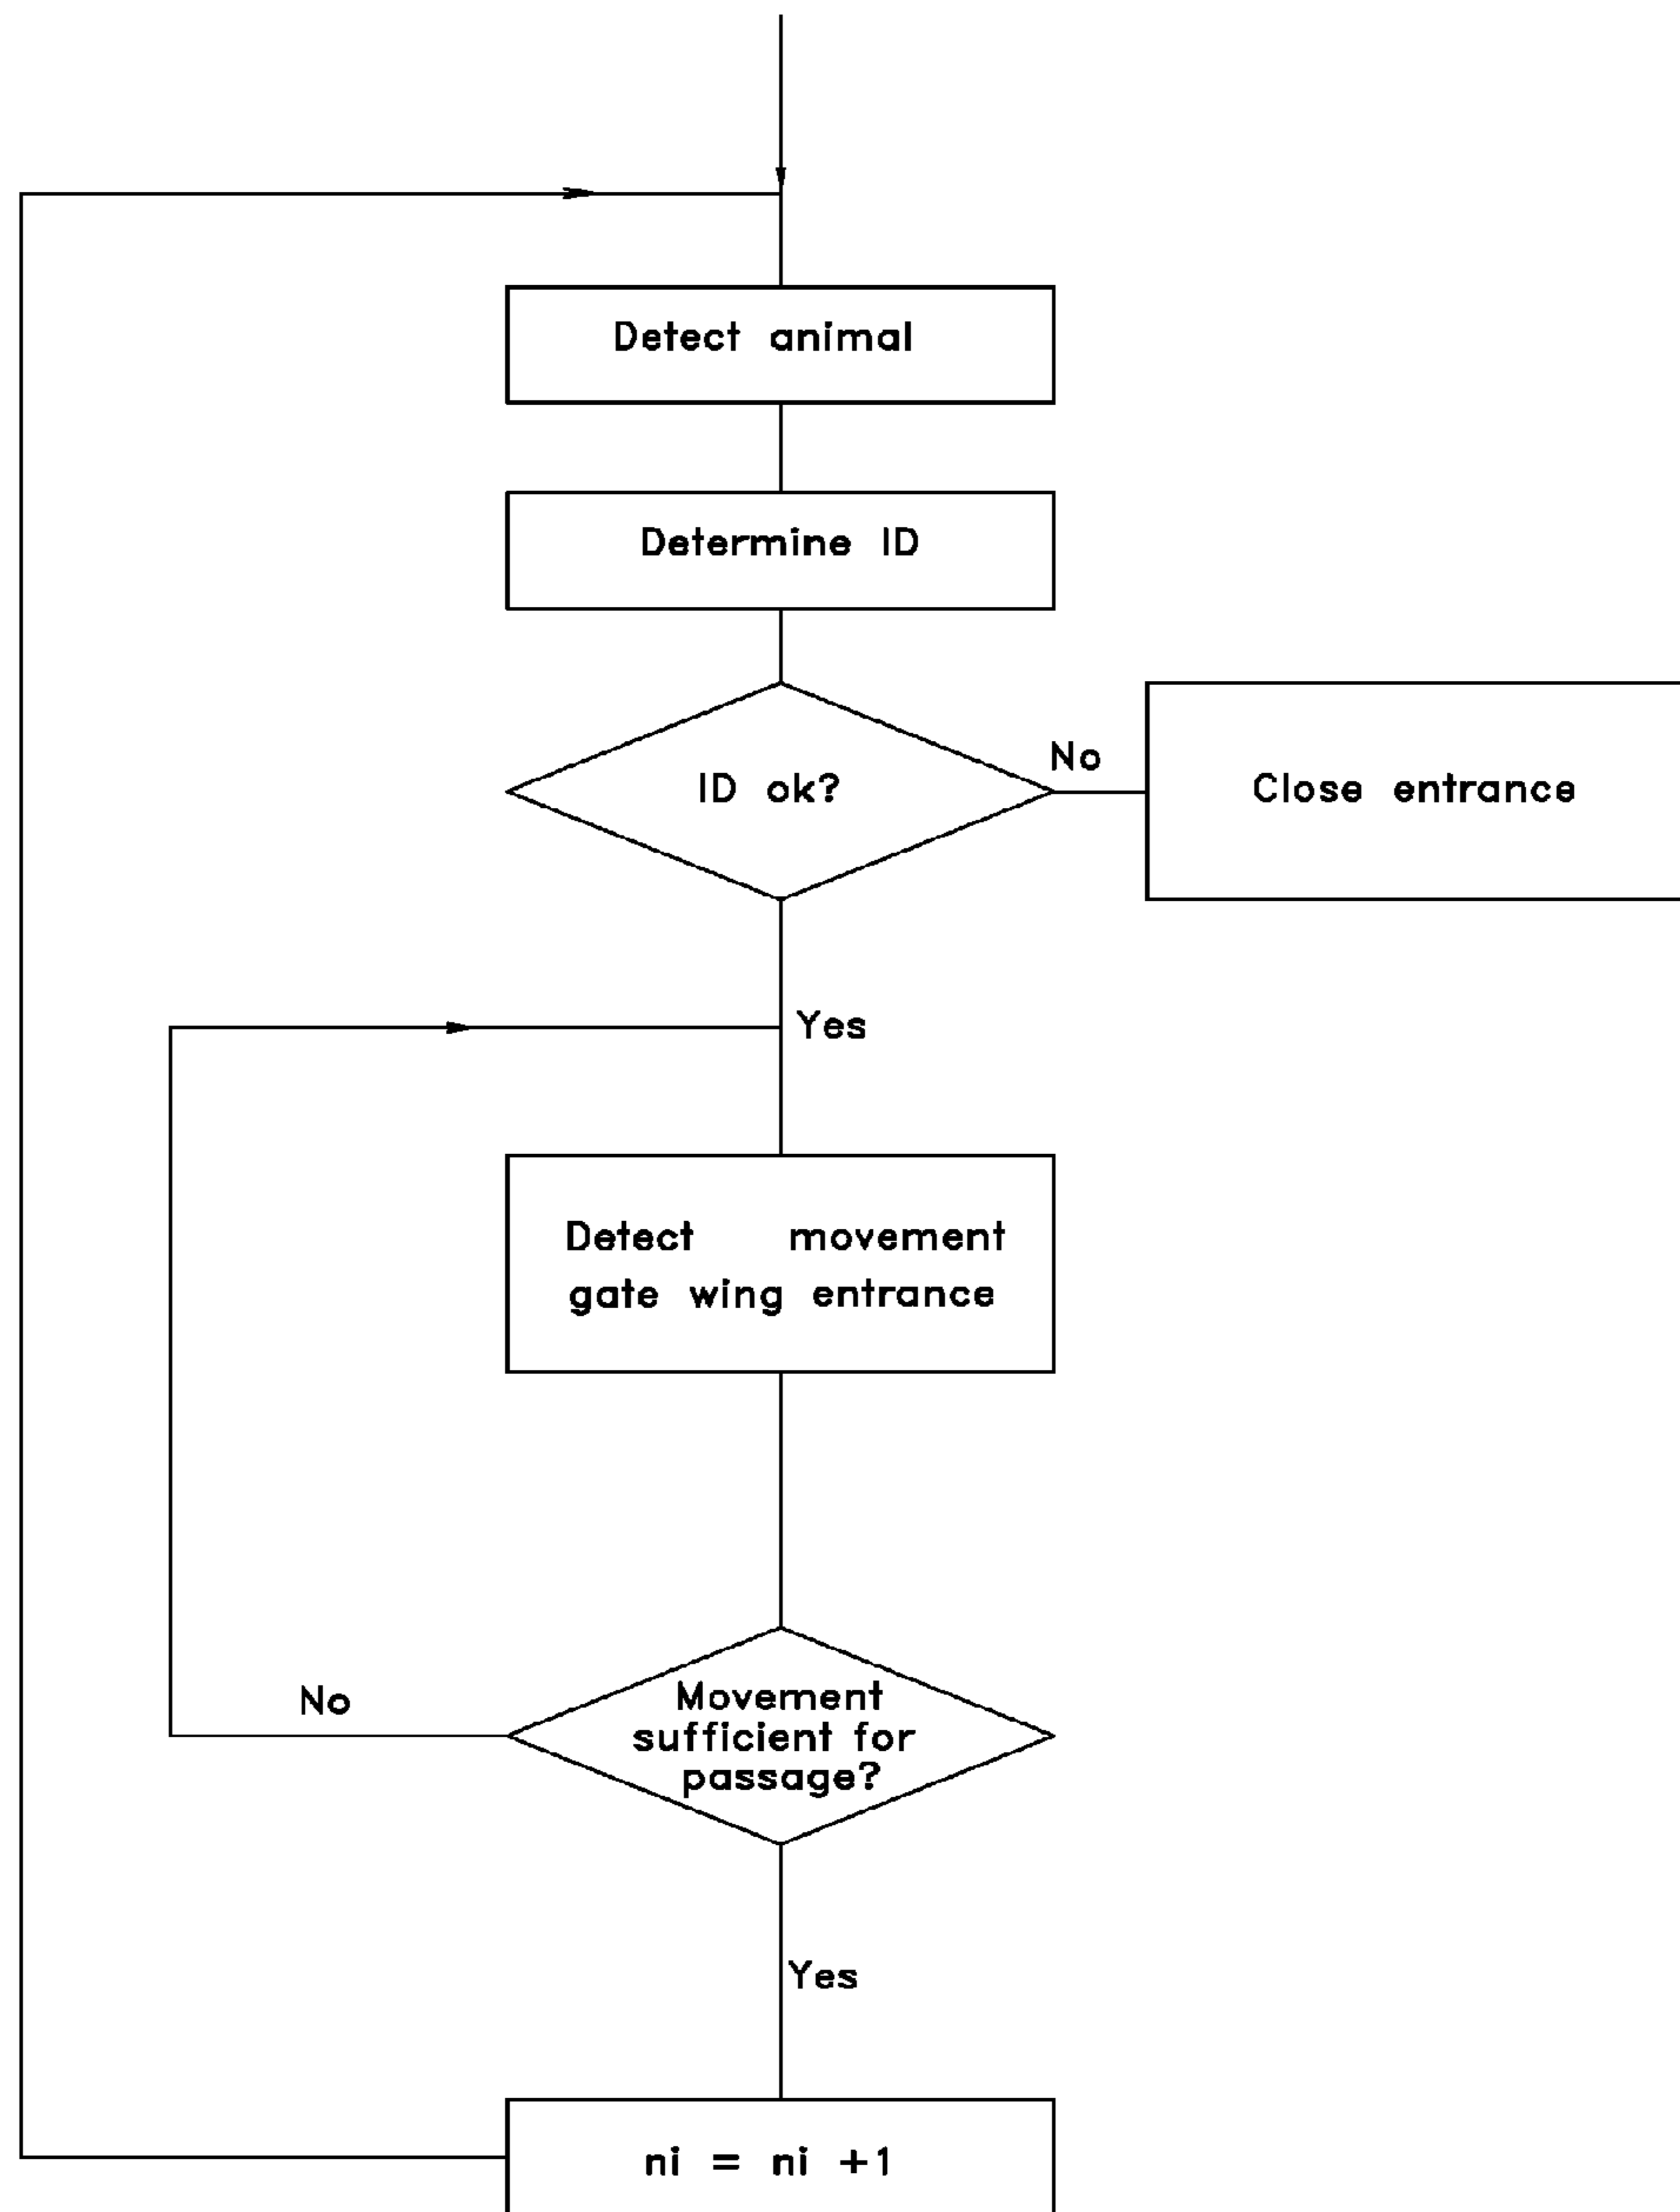 Detect animal
Determine ID
ID ok?
No
Close entrance
Yes
Detect movement
gate wing entrance
Movement
sufficient for
passage?
No
Yes
ni = ni +1